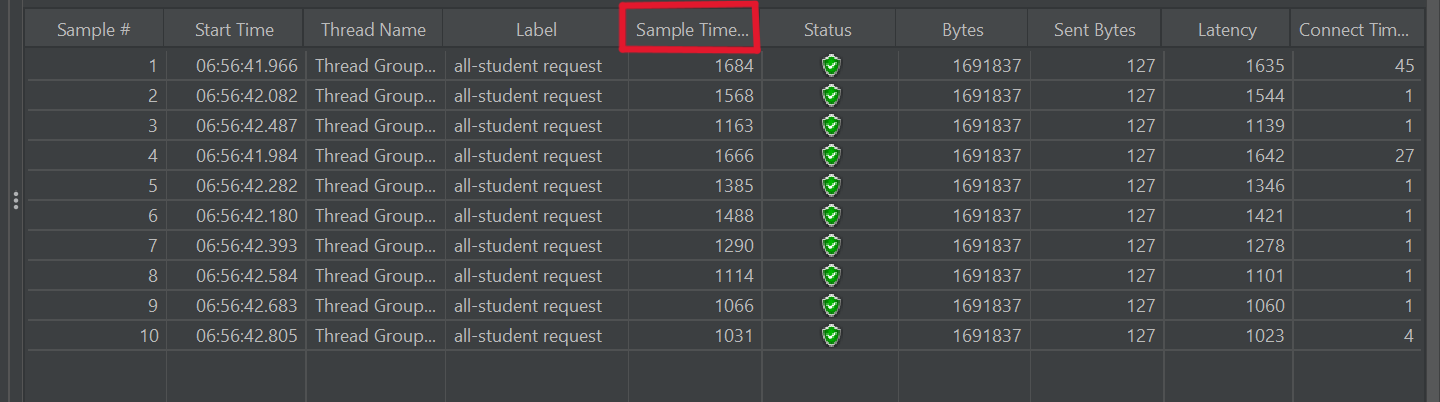 Sample # Start Time Thread Name Label Sample Time... Status Bytes Sent Bytes Latency Connect Tim...
1 06:56:41.966 Thread Group... all-student request 1684 1691837 127 1635 45
2 06:56:42.082 Thread Group... all-student request 1568 1691837 127 1544 1
3 06:56:42.487 Thread Group... all-student request 1163 1691837 127 1139 1
4 06:56:41.984 Thread Group... all-student request 1666 1691837 127 1642 27
5 06:56:42.282 Thread Group... all-student request 1385 1691837 127 1346 1
6 06:56:42.180 Thread Group... all-student request 1488 1691837 127 1421 1
7 06:56:42.393 Thread Group... all-student request 1290 1691837 127 1278 1
8 06:56:42.584 Thread Group... all-student request 1114 1691837 127 1101 1
9 06:56:42.683 Thread Group... all-student request 1066 1691837 127 1060 1
10 06:56:42.805 Thread Group... all-student request 1031 1691837 127 1023 4